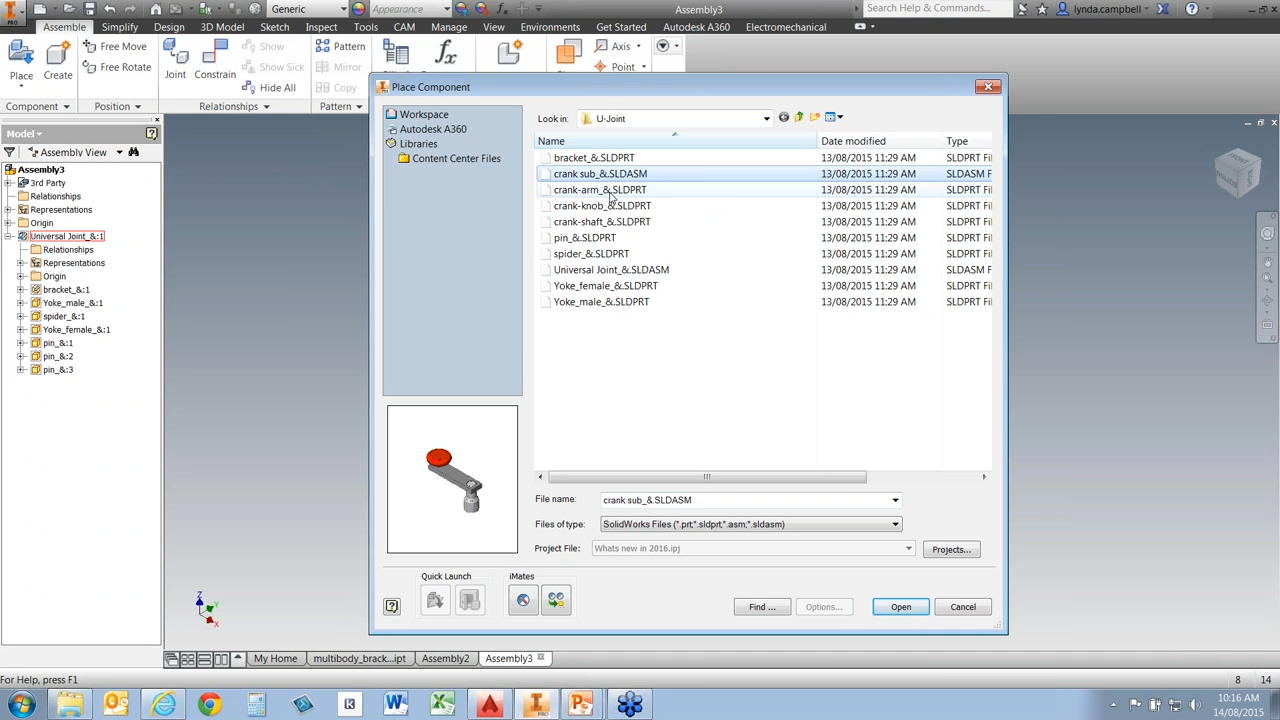 Generic
Appearance
Assembly3
Search Help & Commands...
lynda.campbell
PRO
Assemble
Simplify
Design
3D Model
Sketch
Inspect
Tools
CAM
Manage
View
Environments
Get Started
Autodesk A360
Electromechanical
Place
Create
Free Move
Free Rotate
Joint
Constrain
Show
Show Sick
Hide All
Pattern
Mirror
Copy
Axis
Point
Component
Position
Relationships
Pattern
Model
Assembly View
Assembly3
3rd Party
Relationships
Representations
Origin
Universal Joint_&:1
Relationships
Representations
Origin
bracket_&:1
Yoke_male_&:1
spider_&:1
Yoke_female_&:1
pin_&:1
pin_&:2
pin_&:3
Place Component
Workspace
Autodesk A360
Libraries
Content Center Files
Look in:
U-Joint
Name
Date modified
Type
bracket_&.SLDPRT 13/08/2015 11:29 AM SLDPRT Fil
crank sub_&.SLDASM 13/08/2015 11:29 AM SLDASM F
crank-arm_&.SLDPRT 13/08/2015 11:29 AM SLDPRT Fil
crank-knob_&.SLDPRT 13/08/2015 11:29 AM SLDPRT Fil
crank-shaft_&.SLDPRT 13/08/2015 11:29 AM SLDPRT Fil
pin_&.SLDPRT 13/08/2015 11:29 AM SLDPRT Fil
spider_&.SLDPRT 13/08/2015 11:29 AM SLDPRT Fil
Universal Joint_&.SLDASM 13/08/2015 11:29 AM SLDASM F
Yoke_female_&.SLDPRT 13/08/2015 11:29 AM SLDPRT Fil
Yoke_male_&.SLDPRT 13/08/2015 11:29 AM SLDPRT Fil
File name:
crank sub_&.SLDASM
Files of type:
SolidWorks Files (*.prt;*.sldprt;*.asm;*.sldasm)
Project File:
Whats new in 2016.ipj
Projects...
Quick Launch
iMates
Find ...
Options...
Open
Cancel
Z
Y
X
My Home
multibody_brack....ipt
Assembly2
Assembly3
For Help, press F1
8
14
10:16 AM
14/08/2015